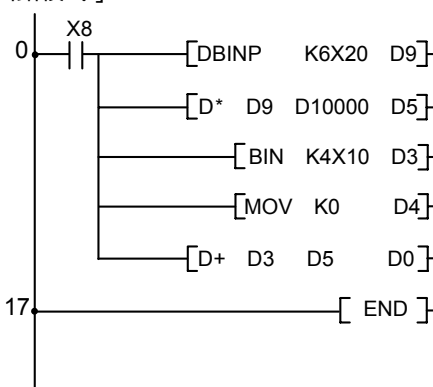 X8
0 [DBINP K6X20 D9]
[D* D9 D10000 D5]
[BIN K4X10 D3]
[MOV K0 D4]
[D+ D3 D5 D0]
17 [ END ]